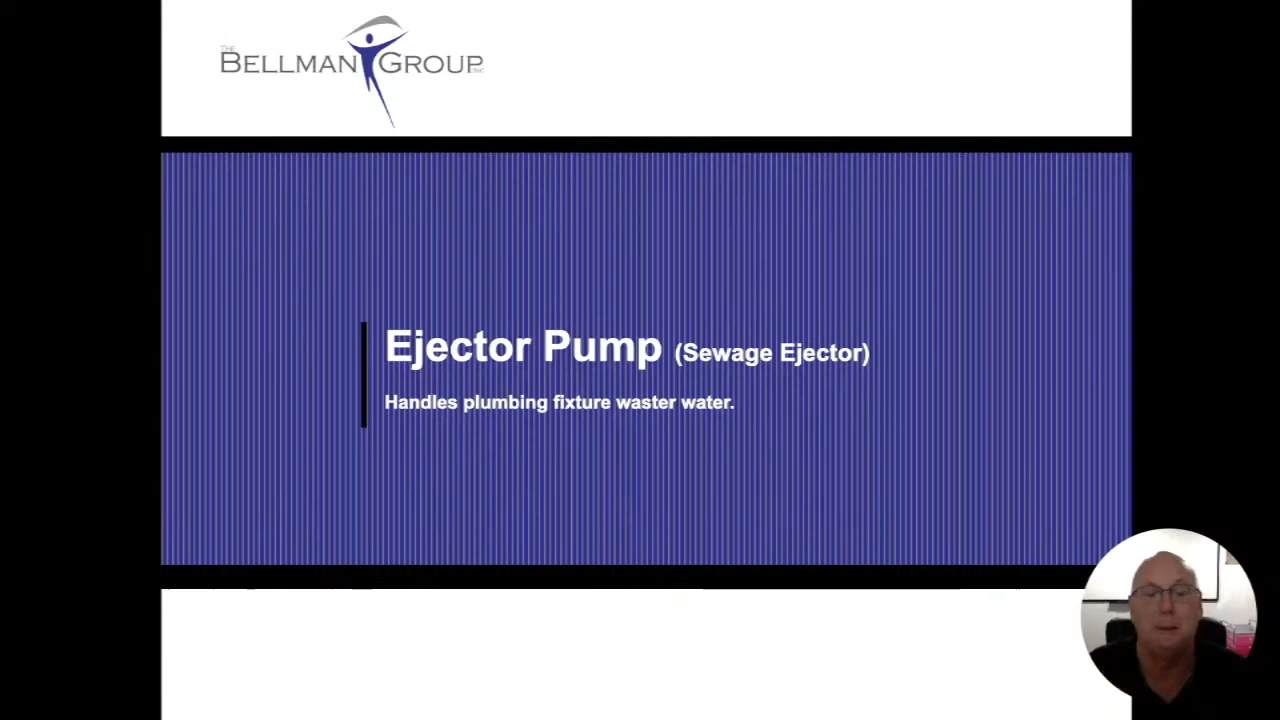 THE
BELLMAN GROUP INC
Ejector Pump (Sewage Ejector)
Handles plumbing fixture waster water.